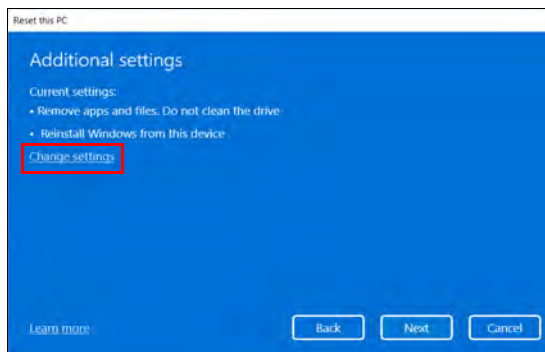 Reset this PC
Additional settings
Current settings:
• Remove apps and files. Do not clean the drive
• Reinstall Windows from this device
Change settings
Learn more
Back
Next
Cancel